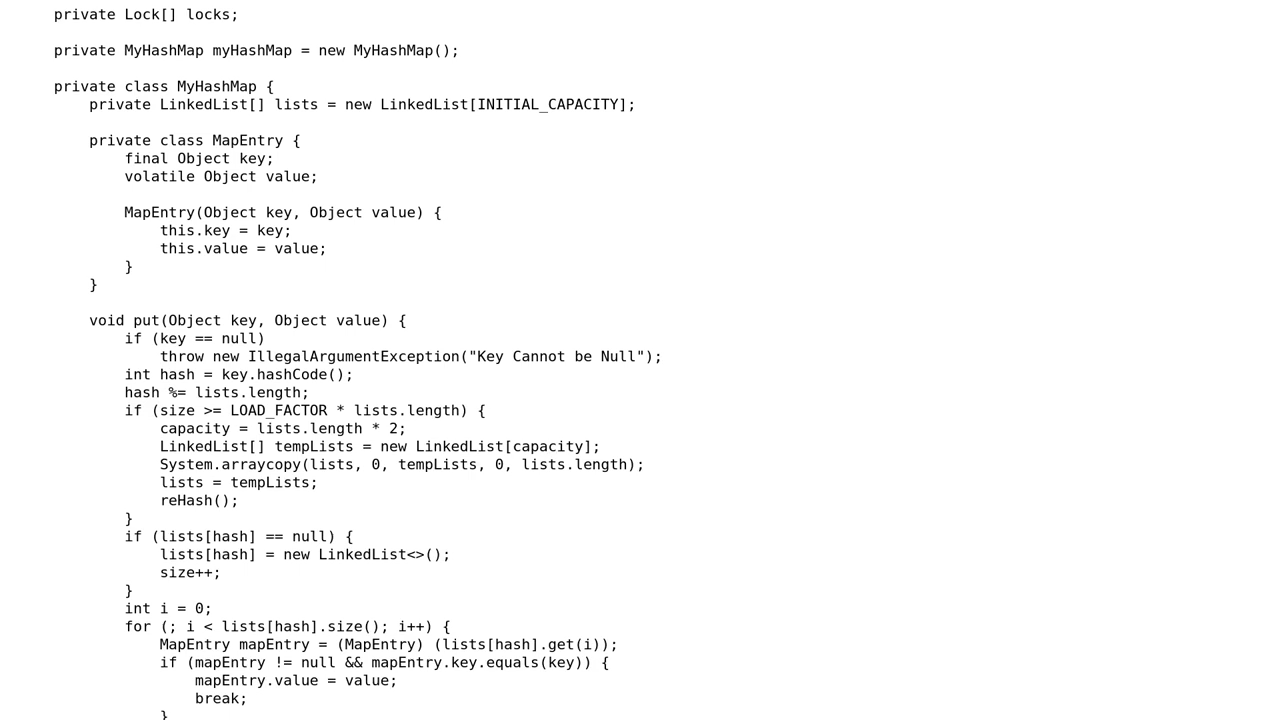 private Lock[] locks;
private MyHashMap myHashMap = new MyHashMap();
private class MyHashMap {
private LinkedList[] lists = new LinkedList[INITIAL_CAPACITY];
private class MapEntry {
final Object key;
volatile Object value;
MapEntry(Object key, Object value) {
this.key = key;
this.value = value;
}
}
void put(Object key, Object value) {
if (key == null)
throw new IllegalArgumentException("Key Cannot be Null");
int hash = key.hashCode();
hash %= lists.length;
if (size >= LOAD_FACTOR * lists.length) {
capacity = lists.length * 2;
LinkedList[] tempLists = new LinkedList[capacity];
System.arraycopy(lists, 0, tempLists, 0, lists.length);
lists = tempLists;
reHash();
}
if (lists[hash] == null) {
lists[hash] = new LinkedList<>();
size++;
}
int i = 0;
for (; i < lists[hash].size(); i++) {
MapEntry mapEntry = (MapEntry) (lists[hash].get(i));
if (mapEntry != null && mapEntry.key.equals(key)) {
mapEntry.value = value;
break;
}